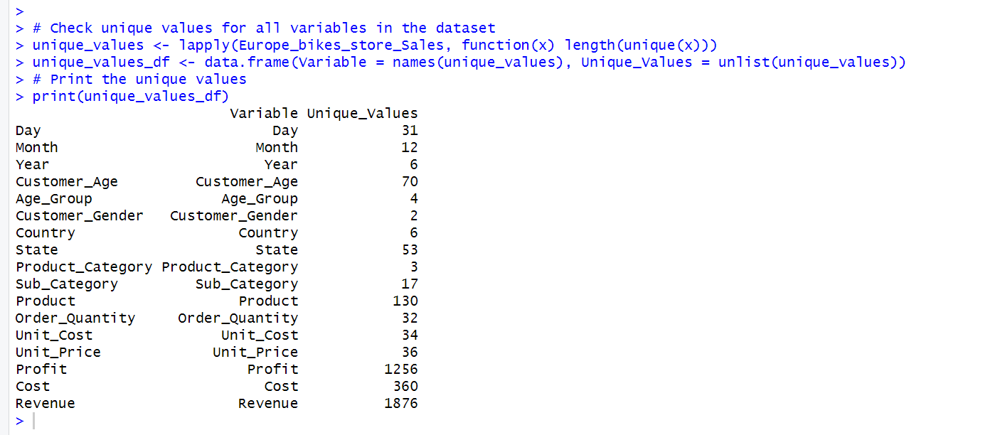 >
> # Check unique values for all variables in the dataset
> unique_values <- lapply(Europe_bikes_store_Sales, function(x) length(unique(x)))
> unique_values_df <- data.frame(Variable = names(unique_values), Unique_Values = unlist(unique_values))
> # Print the unique values
> print(unique_values_df)
                         Variable Unique_Values
Day                           Day            31
Month                       Month            12
Year                         Year             6
Customer_Age         Customer_Age            70
Age_Group               Age_Group             4
Customer_Gender   Customer_Gender             2
Country                   Country             6
State                       State            53
Product_Category Product_Category             3
Sub_Category         Sub_Category            17
Product                   Product           130
Order_Quantity     Order_Quantity            32
Unit_Cost               Unit_Cost            34
Unit_Price             Unit_Price            36
Profit                     Profit          1256
Cost                         Cost           360
Revenue                   Revenue          1876
>